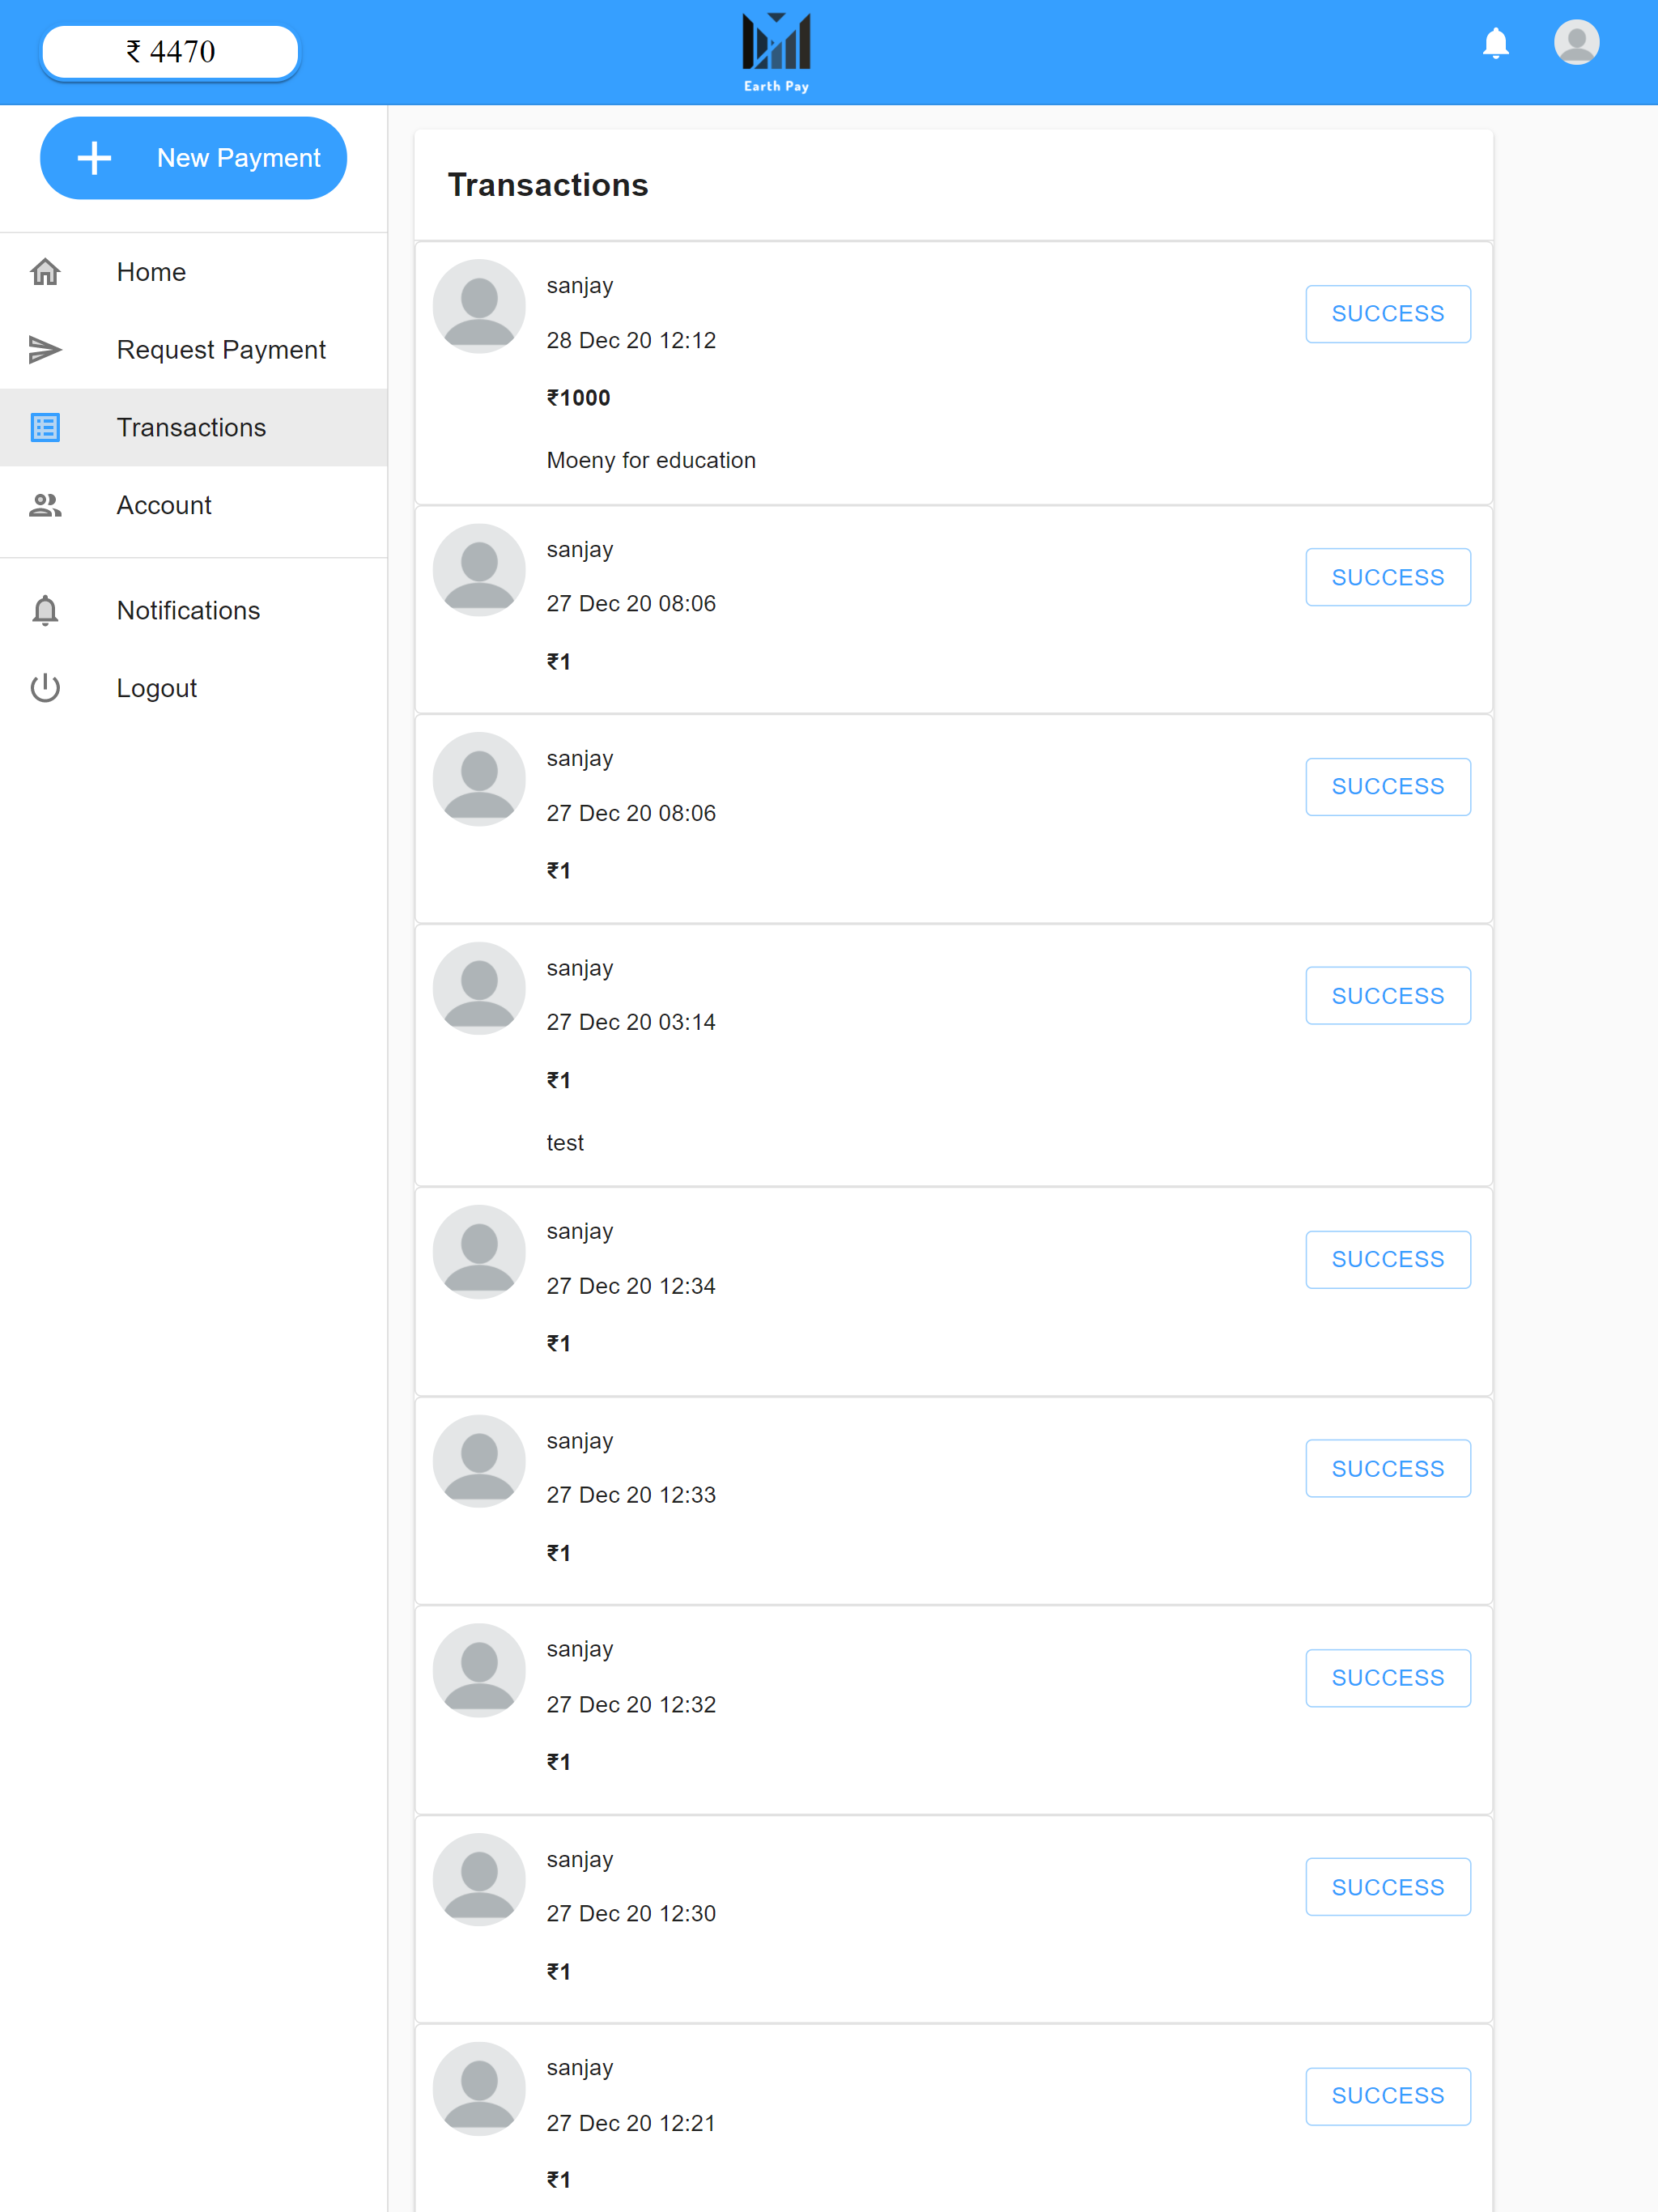 ₹ 4470
Earth Pay
New Payment
Home
Request Payment
Transactions
Account
Notifications
Logout
Transactions
sanjay
28 Dec 20 12:12
₹1000
Moeny for education
SUCCESS
sanjay
27 Dec 20 08:06
₹1
SUCCESS
sanjay
27 Dec 20 08:06
₹1
SUCCESS
sanjay
27 Dec 20 03:14
₹1
test
SUCCESS
sanjay
27 Dec 20 12:34
₹1
SUCCESS
sanjay
27 Dec 20 12:33
₹1
SUCCESS
sanjay
27 Dec 20 12:32
₹1
SUCCESS
sanjay
27 Dec 20 12:30
₹1
SUCCESS
sanjay
27 Dec 20 12:21
₹1
SUCCESS